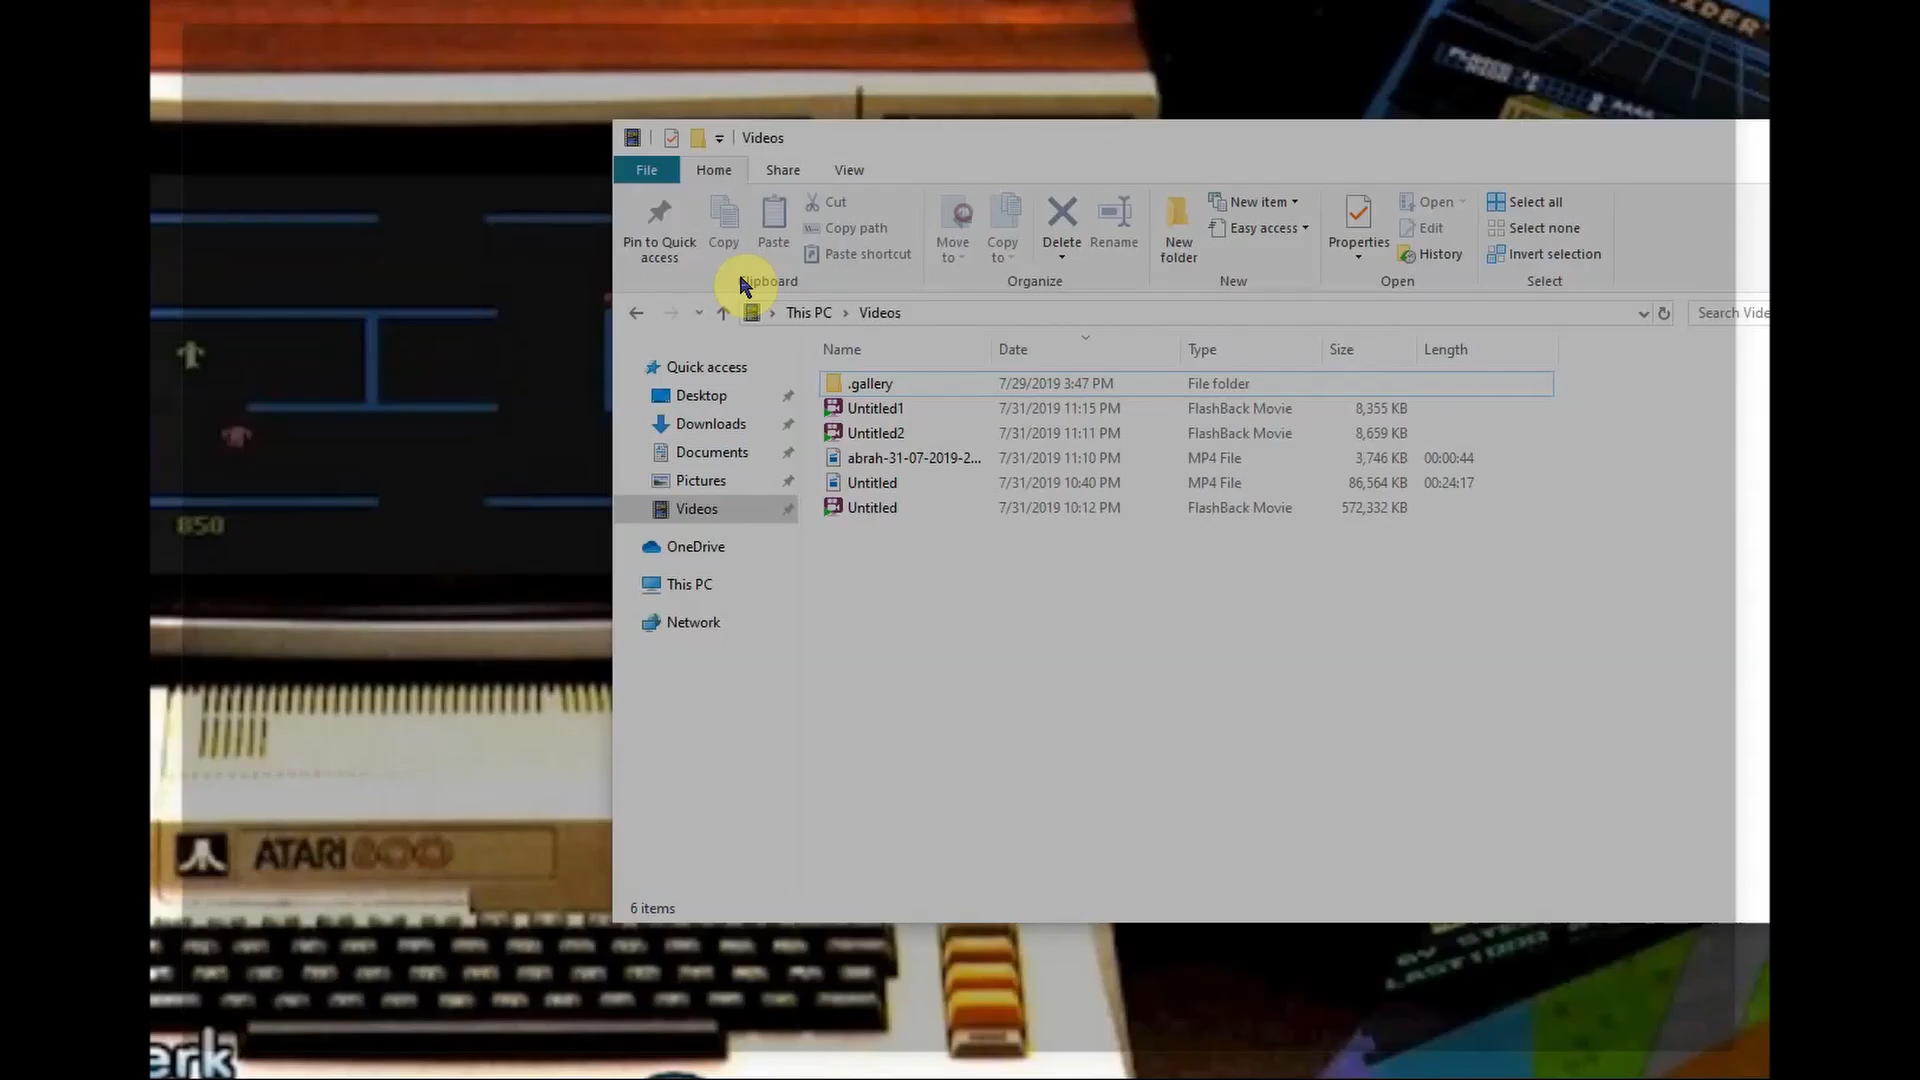 Videos
File Home Share View
Pin to Quick access
Copy
Paste
Cut
Copy path
Paste shortcut
Move to
Copy to
Delete
Rename
New folder
New item
Easy access
Properties
Open
Edit
History
Select all
Select none
Invert selection
Clipboard Organize New Open Select
This PC Videos
Search Vide
Name Date Type Size Length
.gallery 7/29/2019 3:47 PM File folder
Untitled1 7/31/2019 11:15 PM FlashBack Movie 8,355 KB
Untitled2 7/31/2019 11:11 PM FlashBack Movie 8,659 KB
abrah-31-07-2019-2... 7/31/2019 11:10 PM MP4 File 3,746 KB 00:00:44
Untitled 7/31/2019 10:40 PM MP4 File 86,564 KB 00:24:17
Untitled 7/31/2019 10:12 PM FlashBack Movie 572,332 KB
Quick access
Desktop
Downloads
Documents
Pictures
Videos
OneDrive
This PC
Network
6 items
850
ATARI 800
erk